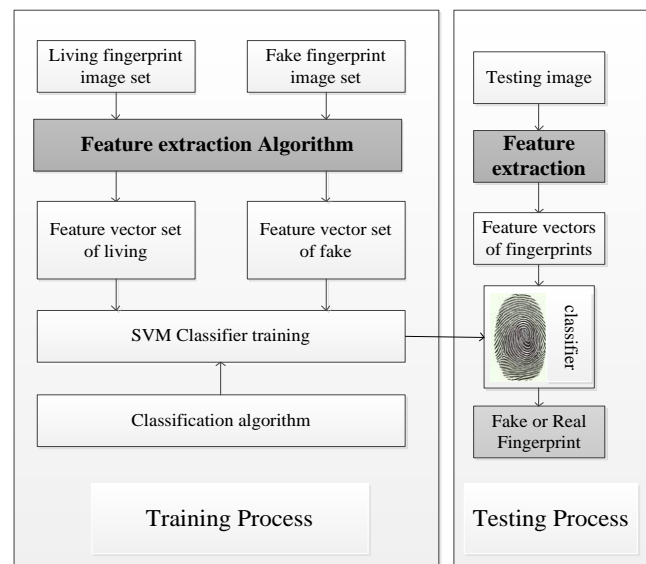 Living fingerprint
image set
Fake fingerprint
image set
Feature extraction Algorithm
Feature vector set
of living
Feature vector set
of fake
SVM Classifier training
Classification algorithm
Training Process
Testing image
Feature
extraction
Feature vectors
of fingerprints
classifier
Fake or Real
Fingerprint
Testing Process